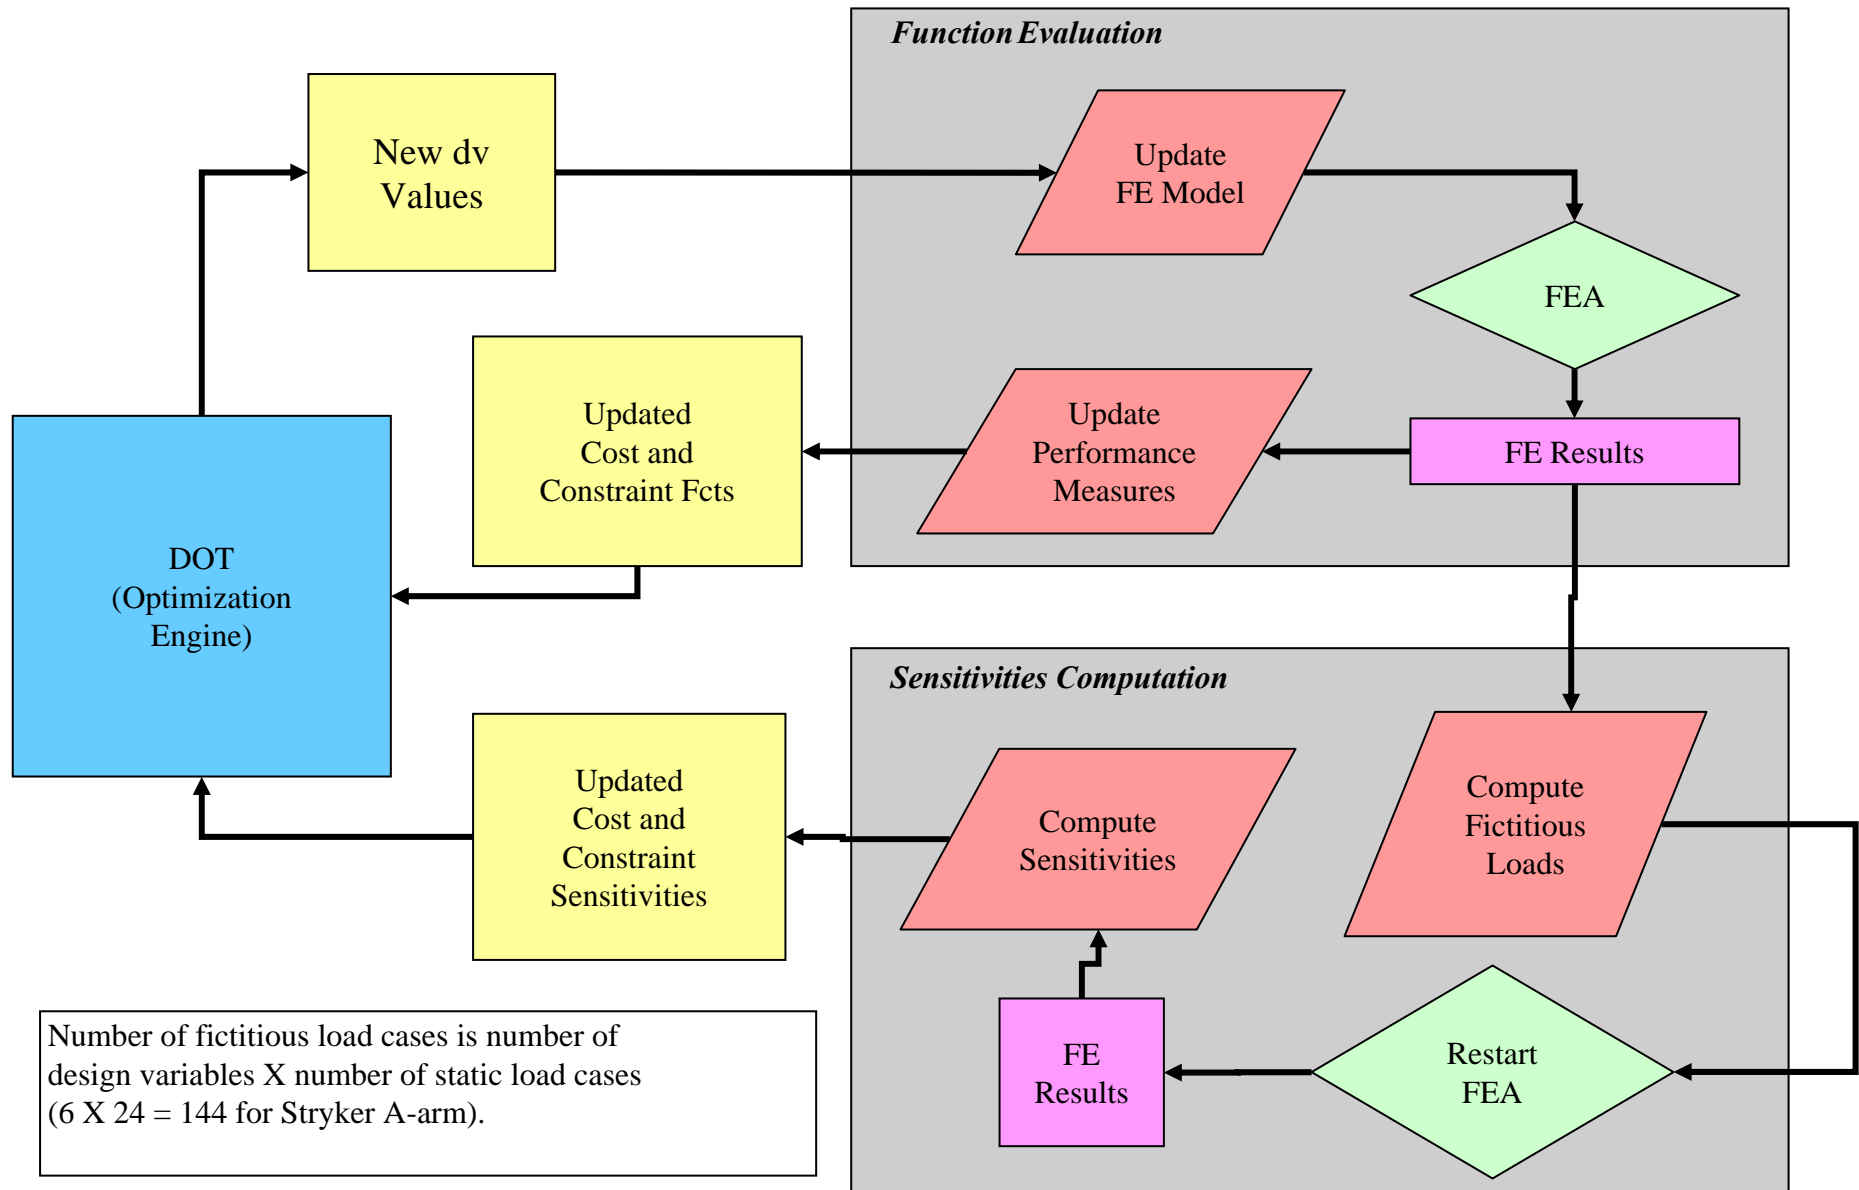 Function Evaluation
New dv
Values
Update
FE Model
FEA
Updated
Cost and
Constraint Fcts
Update
Performance
Measures
FE Results
DOT
(Optimization
Engine)
Sensitivities Computation
Updated
Cost and
Constraint
Sensitivities
Compute
Sensitivities
Compute
Fictitious
Loads
Number of fictitious load cases is number of
design variables X number of static load cases
(6 X 24 = 144 for Stryker A-arm).
FE
Results
Restart
FEA